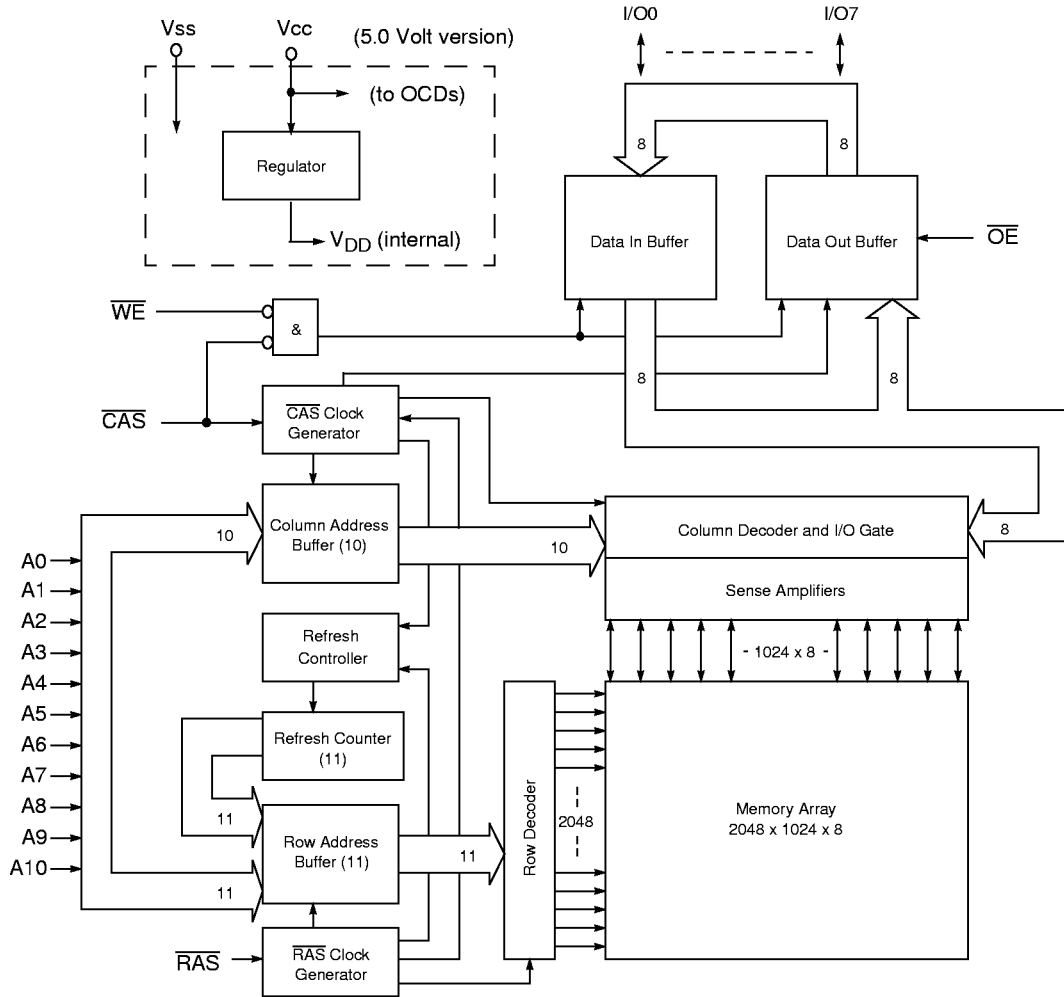 Vss
Vcc
(5.0 Volt version)
I/O0
I/O7
(to OCDs)
Regulator
VDD (internal)
8
8
Data In Buffer
Data Out Buffer
OE
WE
&
8
8
CAS
CAS Clock
Generator
10
Column Address
Buffer (10)
10
Column Decoder and I/O Gate
8
Sense Amplifiers
A0
A1
A2
A3
A4
A5
A6
A7
A8
A9
A10
Refresh
Controller
- 1024 x 8 -
Refresh Counter
(11)
11
Row Address
Buffer (11)
11
11
Row Decoder
2048
Memory Array
2048 x 1024 x 8
RAS
RAS Clock
Generator